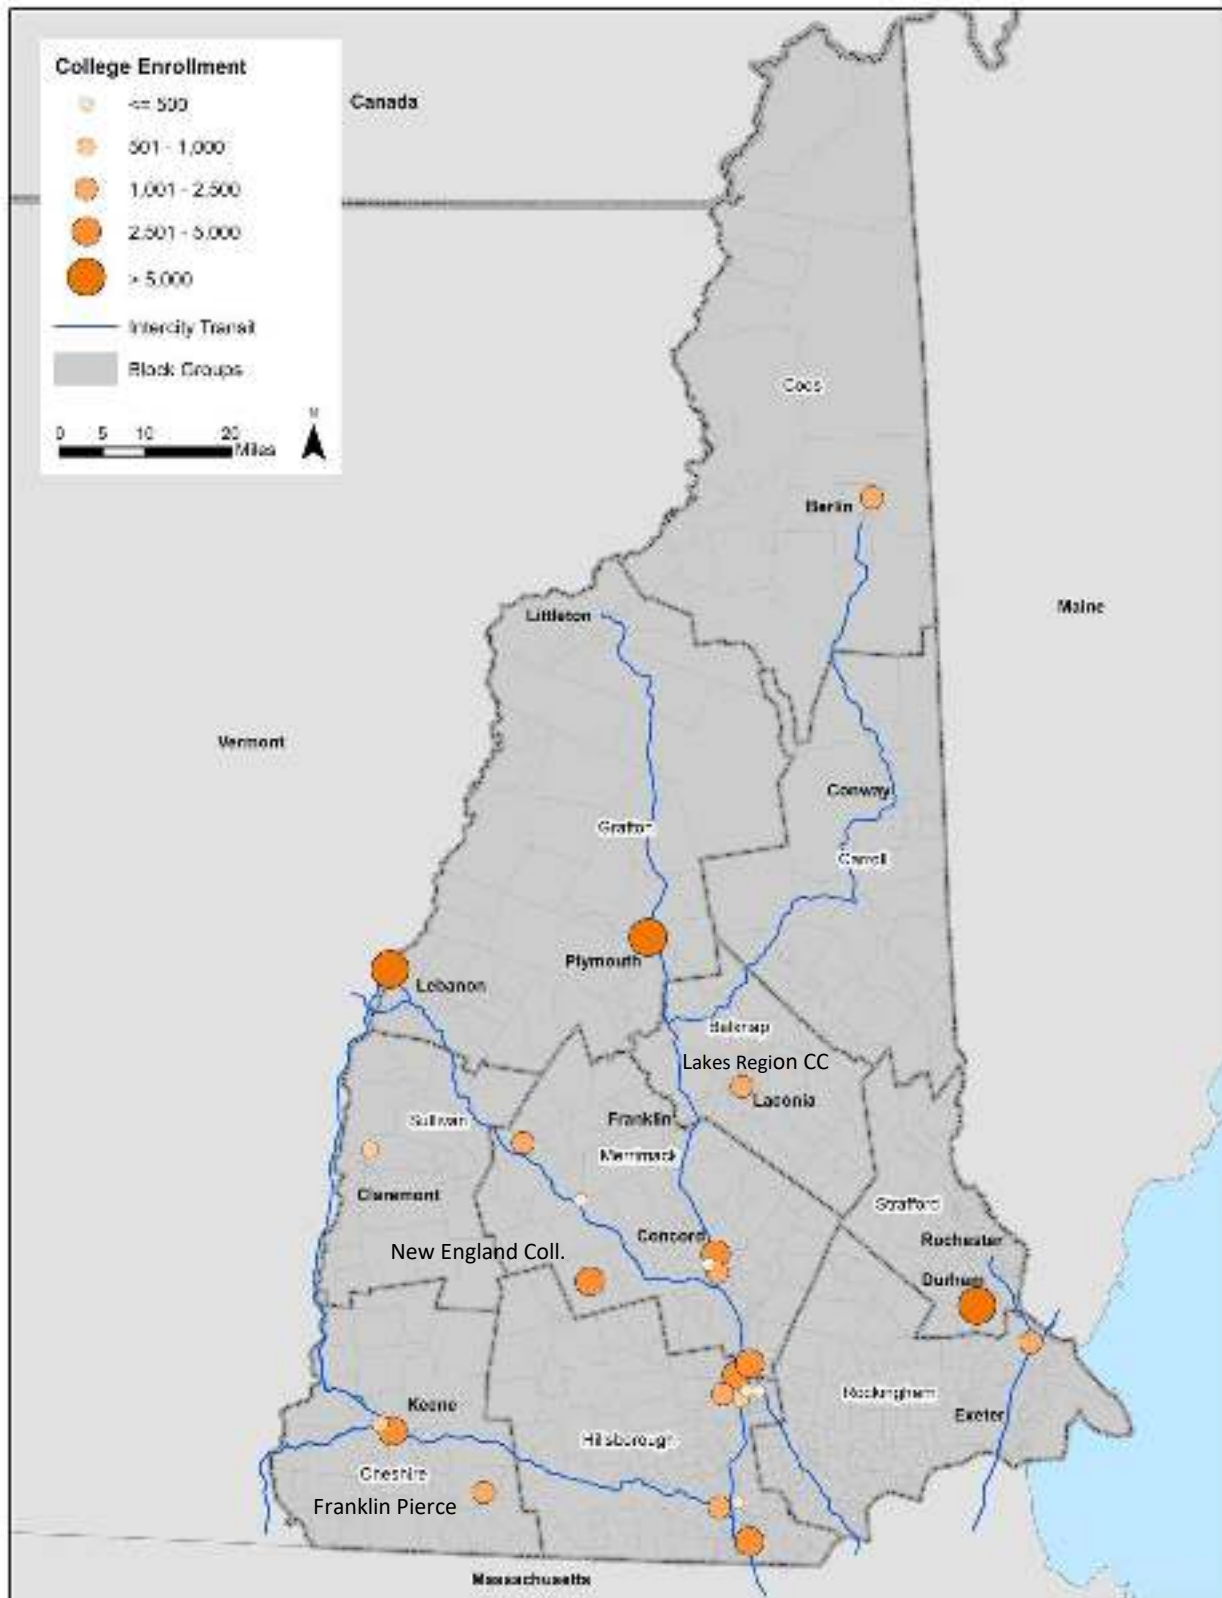 College Enrollment
<= 500
501 - 1,000
1,001 - 2,500
2,501 - 5,000
> 5,000
Intercity Transit
Block Groups
0 5 10 20
Miles
N
Canada
Coos
Berlin
Littleton
Maine
Vermont
Conway
Grafton
Carroll
Plymouth
Lebanon
Belknap
Lakes Region CC
Laconia
Sullivan
Franklin
Merrimack
Claremont
Strafford
Concord
Rochester
New England Coll.
Durham
Keene
Rockingham
Exeter
Hillsborough
Cheshire
Franklin Pierce
Massachusetts